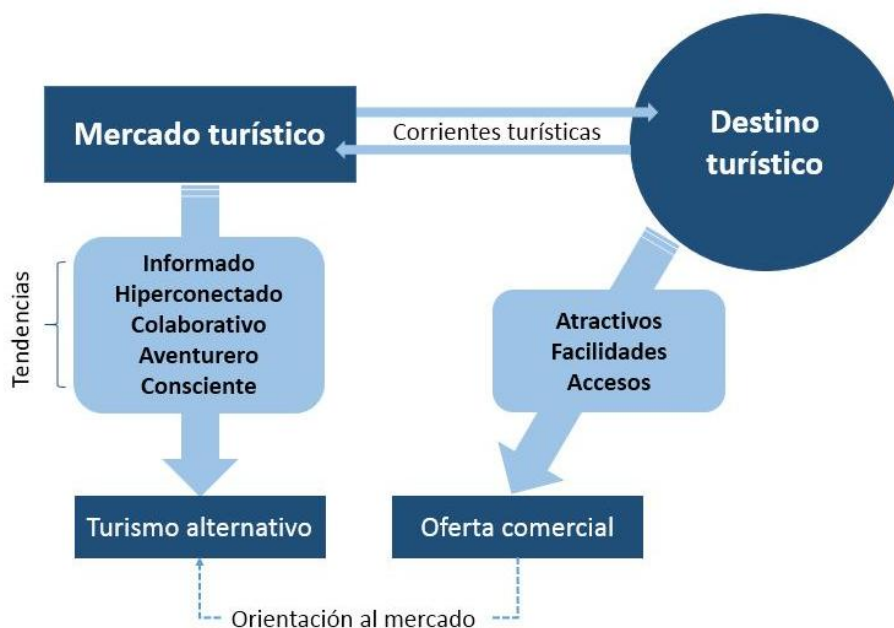 Mercado turístico
Corrientes turísticas
Destino
turístico
Tendencias
Informado
Hiperconectado
Colaborativo
Aventurero
Consciente
Atractivos
Facilidades
Accesos
Turismo alternativo
Oferta comercial
Orientación al mercado